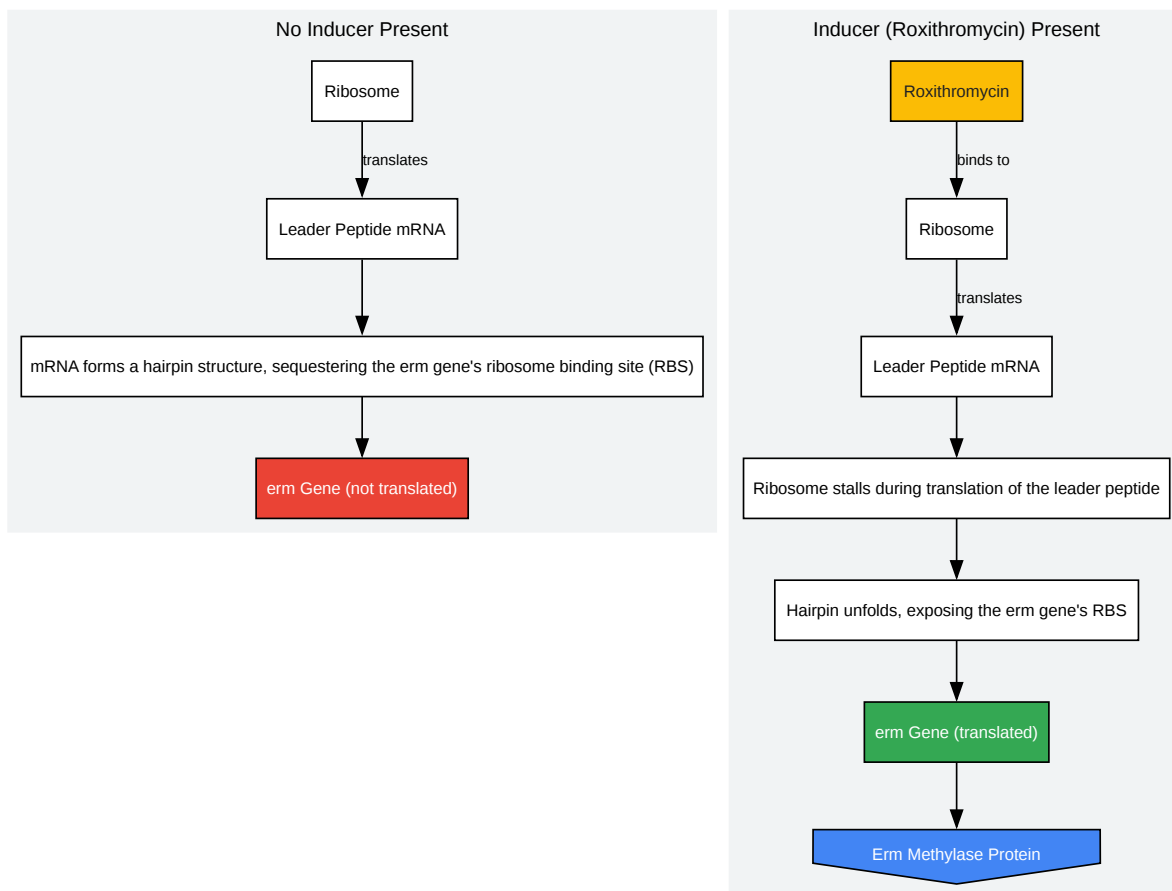 No Inducer Present
Ribosome
translates
Leader Peptide mRNA
mRNA forms a hairpin structure, sequestering the erm gene's ribosome binding site (RBS)
erm Gene (not translated)
Inducer (Roxithromycin) Present
Roxithromycin
binds to
Ribosome
translates
Leader Peptide mRNA
Ribosome stalls during translation of the leader peptide
Hairpin unfolds, exposing the erm gene's RBS
erm Gene (translated)
Erm Methylase Protein